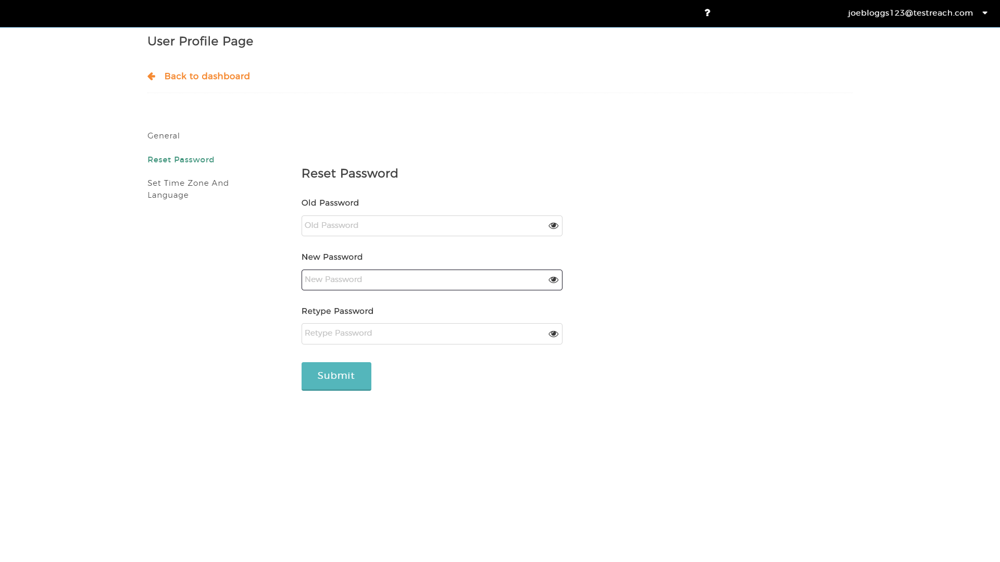 ?
joebloggs123@testreach.com
User Profile Page
Back to dashboard
General
Reset Password
Set Time Zone And
Language
Reset Password
Old Password
Old Password
New Password
New Password
Retype Password
Retype Password
Submit